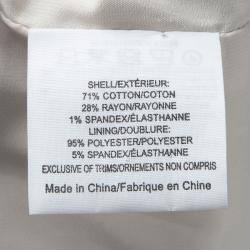 SHELL/EXTÉRIEUR:
71% COTTON/COTON
28% RAYON/RAYONNE
1% SPANDEX/ÉLASTHANNE
LINING/DOUBLURE:
95% POLYESTER/POLYESTER
5% SPANDEX/ÉLASTHANNE
EXCLUSIVE OF TRIMS/ORNEMENTS NON COMPRIS
Made in China/Fabrique en Chine